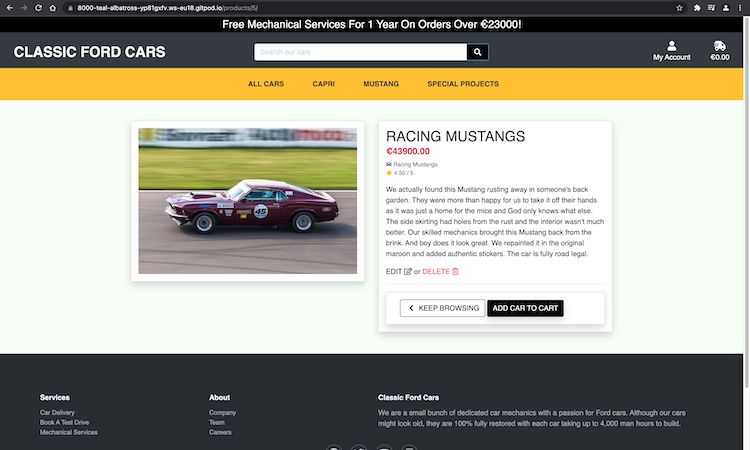 8000-teal-albatross-yp81gxfv.ws-eu18.gitpod.io/products/5/
Free Mechanical Services For 1 Year On Orders Over €23000!
CLASSIC FORD CARS
Search our cars
My Account
€0.00
ALL CARS CAPRI MUSTANG SPECIAL PROJECTS
45
RACING MUSTANGS
€43900.00
Racing Mustangs
4.50 / 5
We actually found this Mustang rusting away in someone's back
garden. They were more than happy for us to take it off their hands
as it was just a home for the mice and God only knows what else.
The side skirting had holes from the rust and the interior wasn't much
better. Our skilled mechanics brought this Mustang back from the
brink. And boy does it look great. We repainted it in the original
maroon and added authentic stickers. The car is fully road legal.
EDIT or DELETE
KEEP BROWSING ADD CAR TO CART
Services
Car Delivery
Book A Test Drive
Mechanical Services
About
Company
Team
Careers
Classic Ford Cars
We are a small bunch of dedicated car mechanics with a passion for Ford cars. Although our cars
might look old, they are 100% fully restored with each car taking up to 4,000 man hours to build.